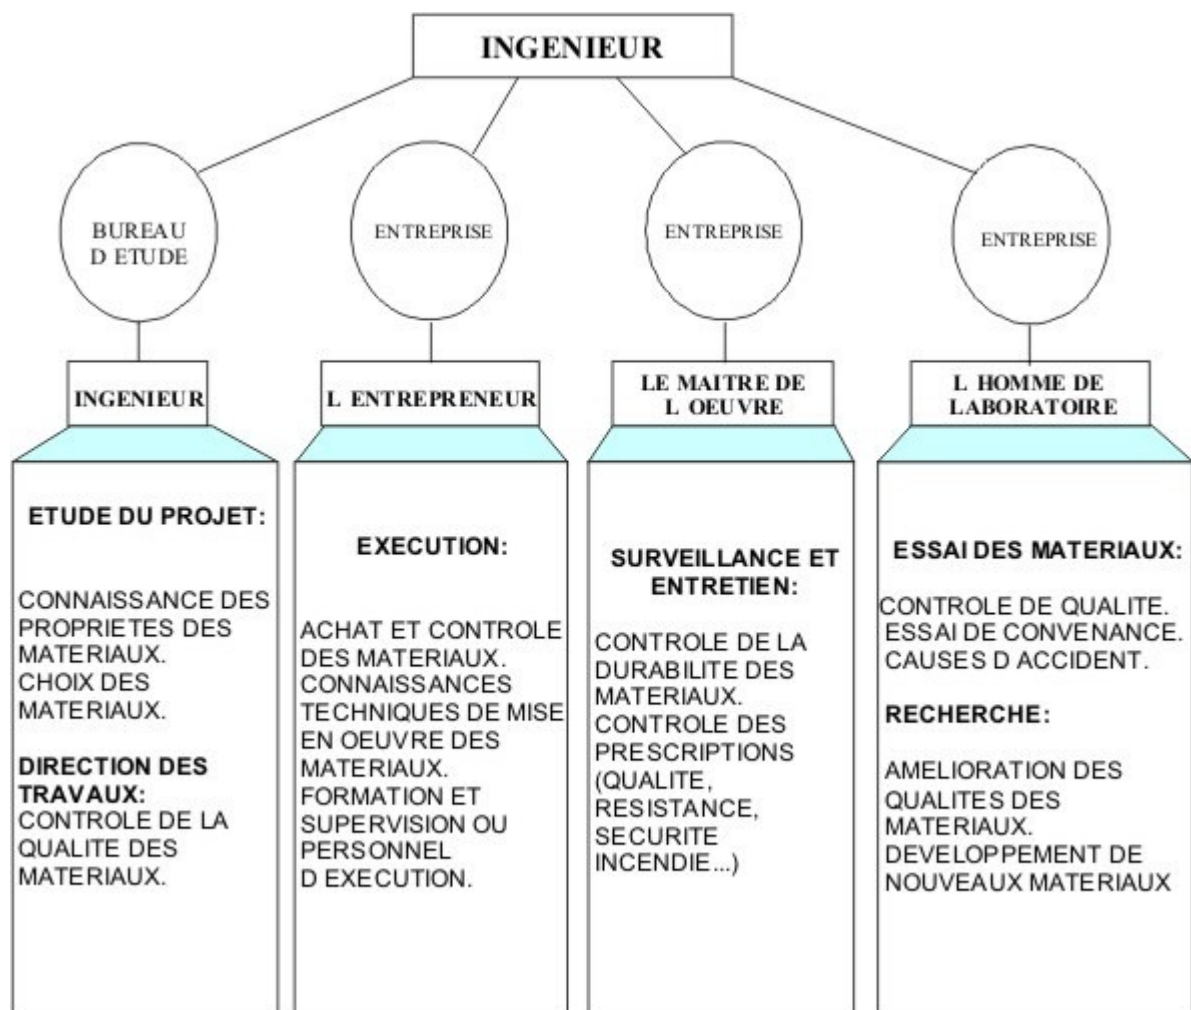 INGENIEUR
BUREAU
D ETUDE
ENTREPRISE
ENTREPRISE
ENTREPRISE
INGENIEUR
L ENTREPRENEUR
LE MAITRE DE
L OEUVRE
L HOMME DE
LABORATOIRE
ETUDE DU PROJET:
CONNAISSANCE DES
PROPRIETES DES
MATERIAUX.
CHOIX DES
MATERIAUX.
DIRECTION DES
TRAVAUX:
CONTROLE DE LA
QUALITE DES
MATERIAUX.
EXECUTION:
ACHAT ET CONTROLE
DES MATERIAUX.
CONNAISSANCES
TECHNIQUES DE MISE
EN OEUVRE DES
MATERIAUX.
FORMATION ET
SUPERVISION OU
PERSONNEL
D EXECUTION.
SURVEILLANCE ET
ENTRETIEN:
CONTROLE DE LA
DURABILITE DES
MATERIAUX.
CONTROLE DES
PRESCRIPTIONS
(QUALITE,
RESISTANCE,
SECURITE
INCENDIE...)
ESSAI DES MATERIAUX:
CONTROLE DE QUALITE.
ESSAI DE CONVENANCE.
CAUSES D ACCIDENT.
RECHERCHE:
AMELIORATION DES
QUALITES DES
MATERIAUX.
DEVELOPPEMENT DE
NOUVEAUX MATERIAUX